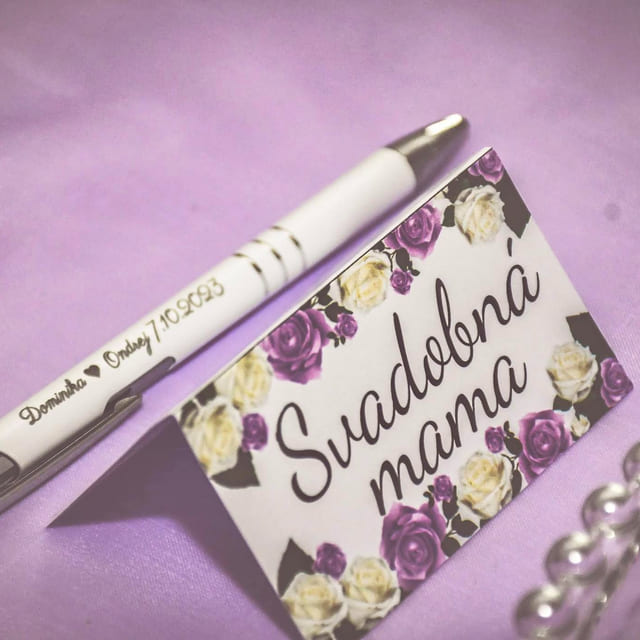 Dominika ♥ Ondrej 7.10.2023
Svadobná
mama